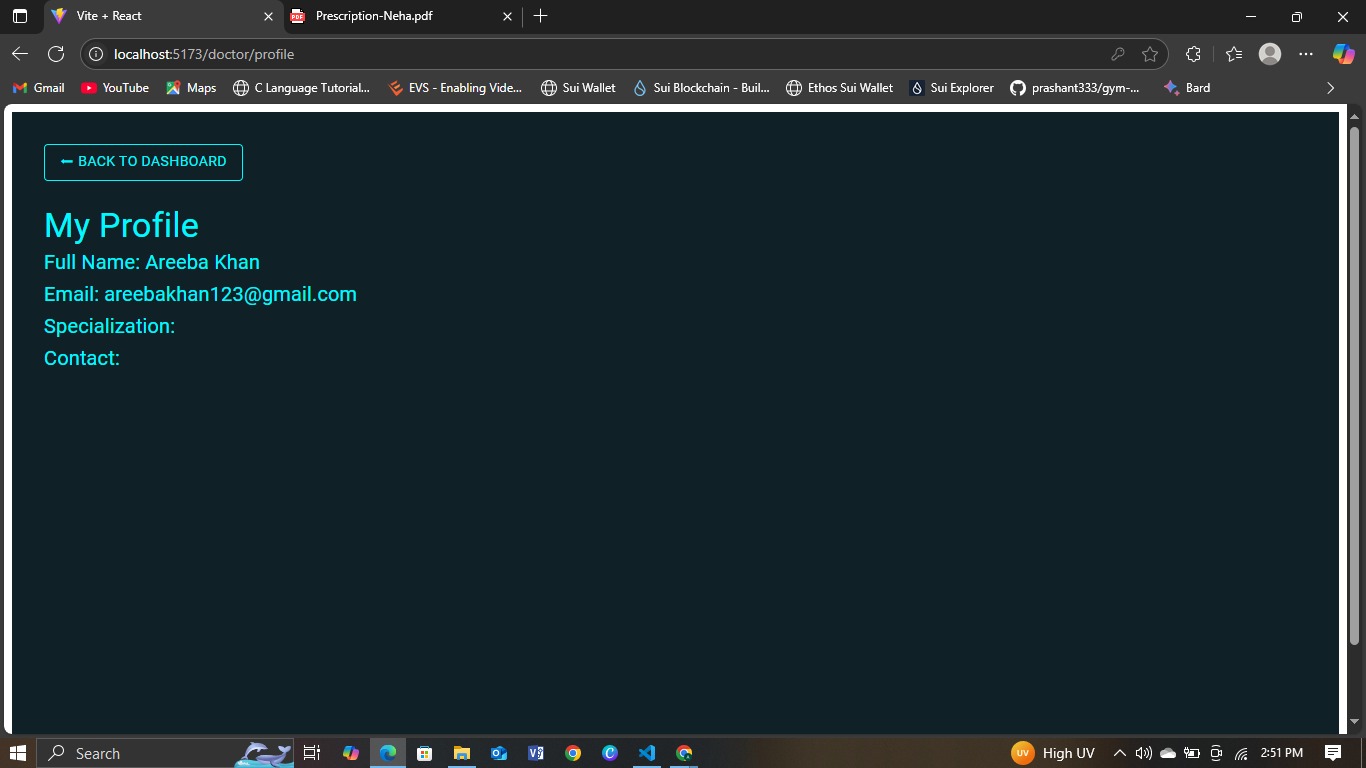 Vite + React
PDF
Prescription-Neha.pdf
localhost:5173/doctor/profile
Gmail
YouTube
Maps
C Language Tutorial...
EVS - Enabling Vide...
Sui Wallet
Sui Blockchain - Buil...
Ethos Sui Wallet
Sui Explorer
prashant333/gym-...
Bard
← BACK TO DASHBOARD
My Profile
Full Name: Areeba Khan
Email: areebakhan123@gmail.com
Specialization:
Contact:
Search
UV
High UV
2:51 PM